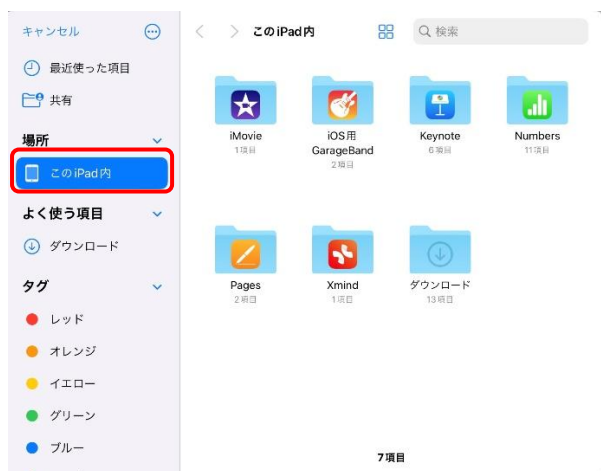 キャンセル
最近使った項目
共有
場所
このiPad内
よく使う項目
ダウンロード
タグ
レッド
オレンジ
イエロー
グリーン
ブルー
このiPad内
検索
iMovie
1項目
iOS用
GarageBand
2項目
Keynote
6項目
Numbers
11項目
Pages
2項目
Xmind
1項目
ダウンロード
13項目
7項目